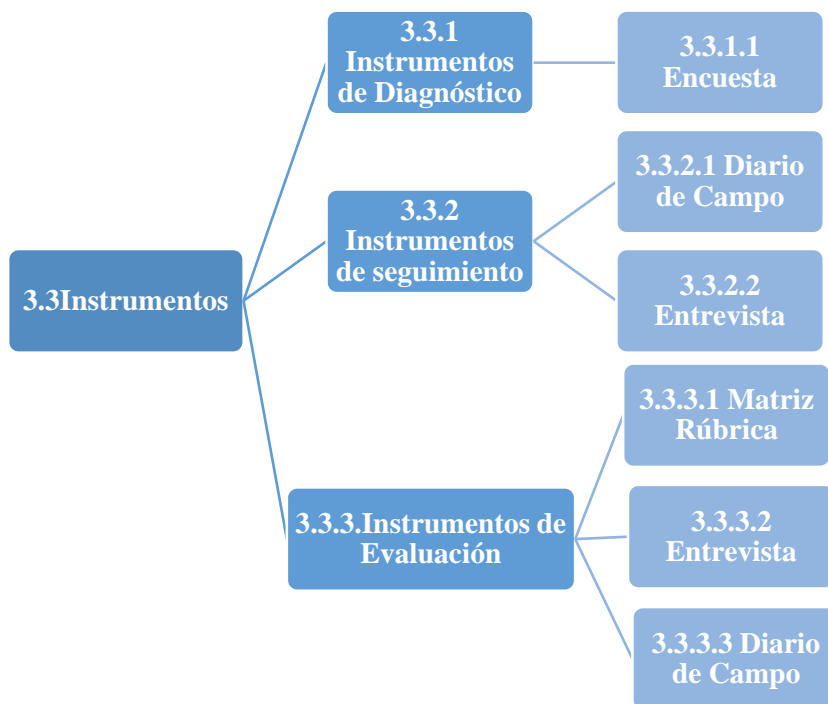 3.3.1
Instrumentos
de Diagnóstico
3.3.1.1
Encuesta
3.3.2
Instrumentos
de seguimiento
3.3.2.1 Diario
de Campo
3.3.2.2
Entrevista
3.3Instrumentos
3.3.3.Instrumentos de
Evaluación
3.3.3.1 Matriz
Rúbrica
3.3.3.2
Entrevista
3.3.3.3 Diario
de Campo